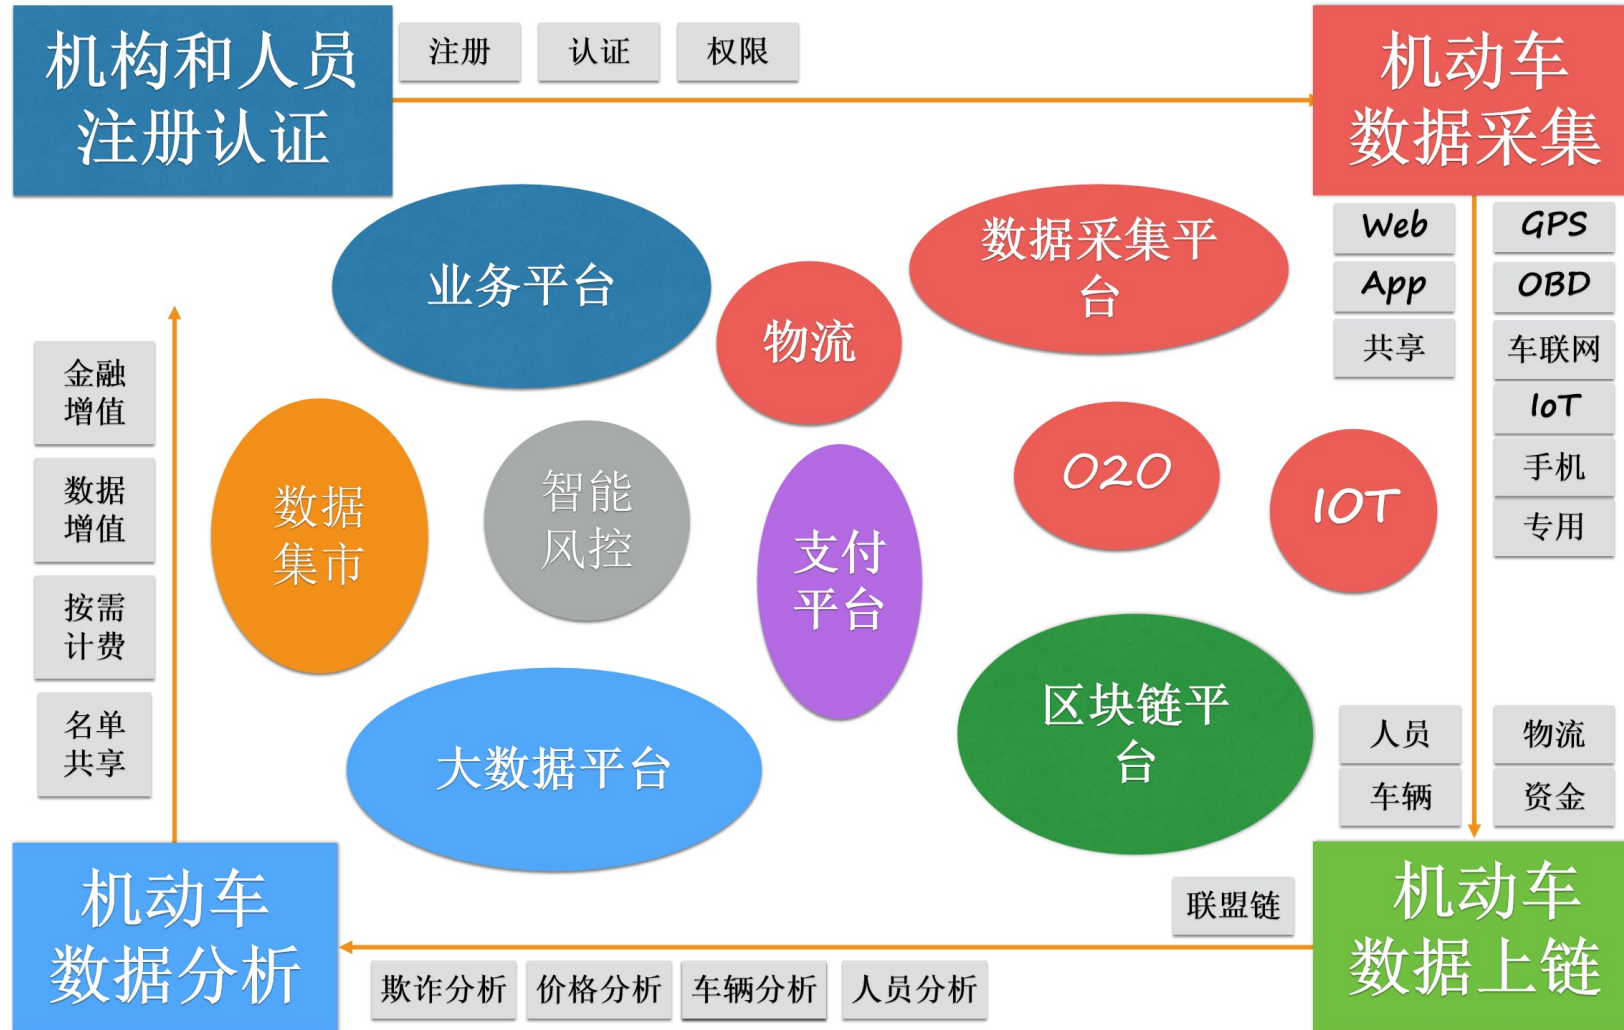 机构和人员
注册认证
注册
认证
权限
机动车
数据采集
Web
GPS
App
OBD
共享
车联网
IoT
手机
专用
业务平台
数据采集平
台
物流
O2O
IOT
金融
增值
数据
增值
按需
计费
名单
共享
数据
集市
智能
风控
支付
平台
大数据平台
区块链平
台
人员
物流
车辆
资金
机动车
数据分析
联盟链
欺诈分析
价格分析
车辆分析
人员分析
机动车
数据上链